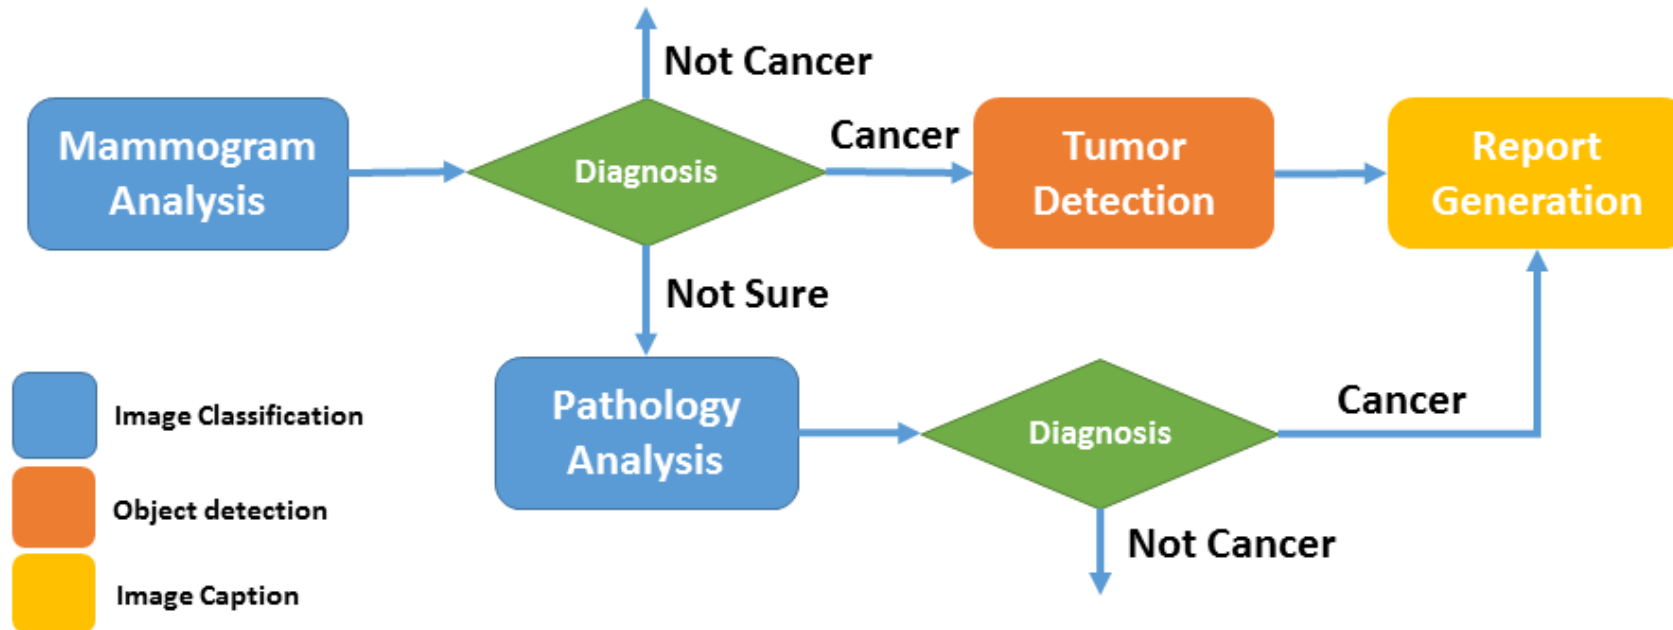 Not Cancer
Mammogram
Analysis
Diagnosis
Cancer
Tumor
Detection
Report
Generation
Not Sure
Pathology
Analysis
Diagnosis
Cancer
Not Cancer
Image Classification
Object detection
Image Caption